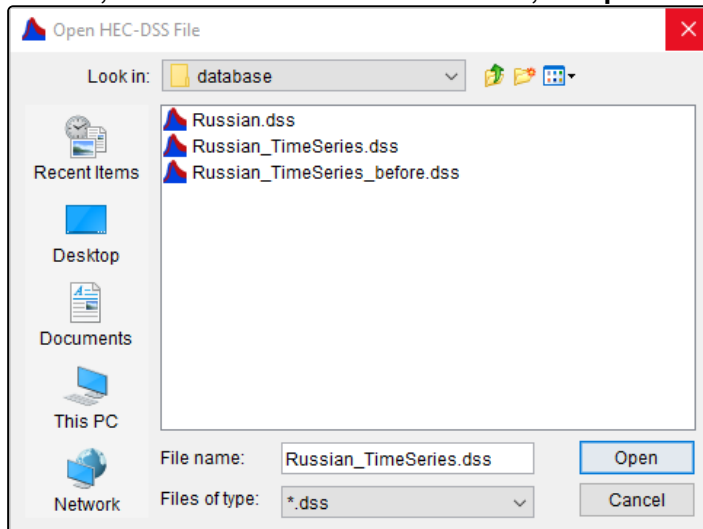 Open HEC-DSS File
Look in: database
Russian.dss
Russian_TimeSeries.dss
Russian_TimeSeries_before.dss
Recent Items
Desktop
Documents
This PC
Network
File name: Russian_TimeSeries.dss Open
Files of type: *.dss Cancel